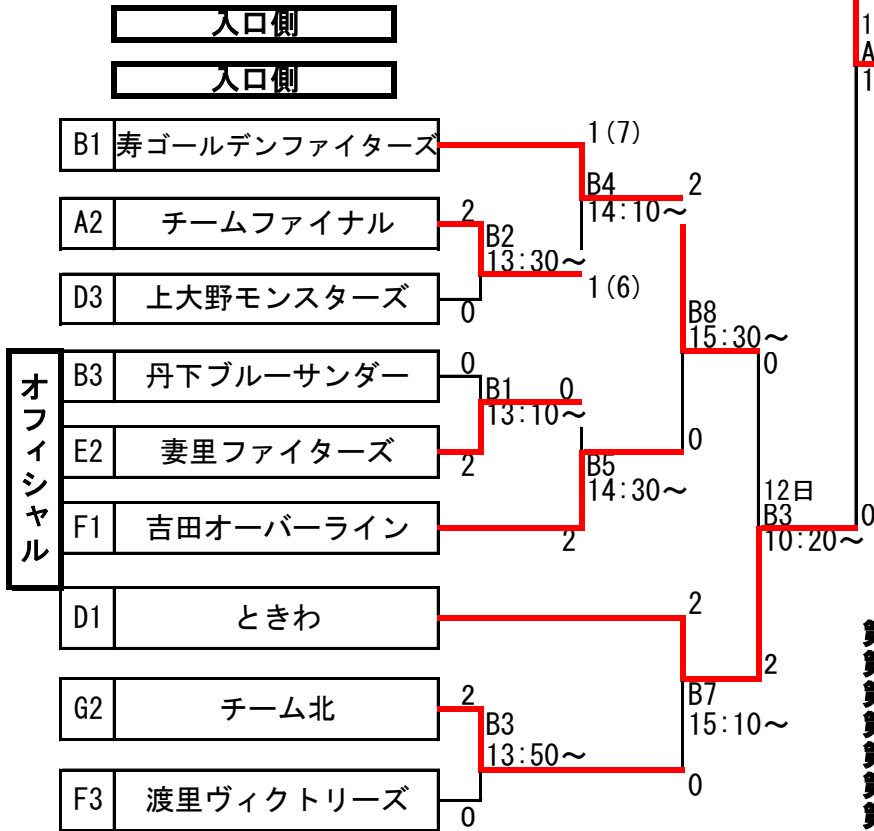 入口側
入口側
1
A
1
B1 寿ゴールデンファイターズ
1(7)
B4 2
14:10～
A2 チームファイナル 2
B2
13:30～
1(6)
D3 上大野モンスターズ 0
B8
15:30～
0
オフィシャル
B3 丹下ブルーサンダー 0
B1 0
13:10～
E2 妻里ファイターズ 2
0
B5
14:30～
12日
B3 0
10:20～
F1 吉田オーバーライン 2
D1 ときわ 2
2
B7
15:10～
G2 チーム北 2
B3
13:50～
0
F3 渡里ヴィクトリーズ 0